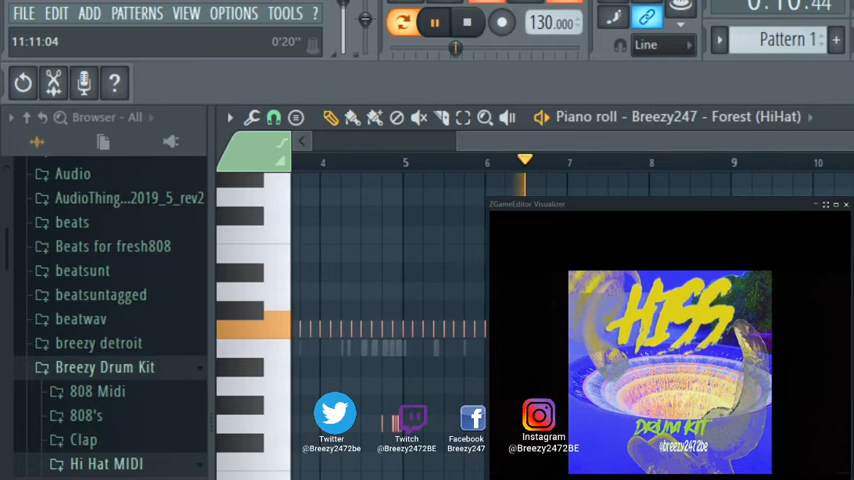 FILE EDIT ADD PATTERNS VIEW OPTIONS TOOLS ?
130.000
0:10.44
11:11:04
0'20"
Line
Pattern 1
Browser - All
Piano roll - Breezy247 - Forest (HiHat)
4 5 6 7 8 9 10
Audio
AudioThing...2019_5_rev2
beats
Beats for fresh808
beatsunt
beatsuntagged
beatwav
breezy detroit
Breezy Drum Kit
808 Midi
808's
Clap
Hi Hat MIDI
ZGameEditor Visualizer
HISS
DRUM KIT
@breezy2472be
Twitter
@Breezy2472be
Twitch
@Breezy2472BE
Facebook
Breezy247
Instagram
@Breezy2472BE